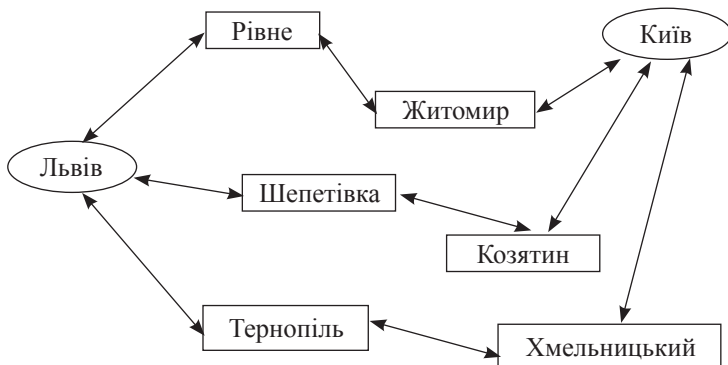 Рівне
Київ
Житомир
Львів
Шепетівка
Козятин
Тернопіль
Хмельницький